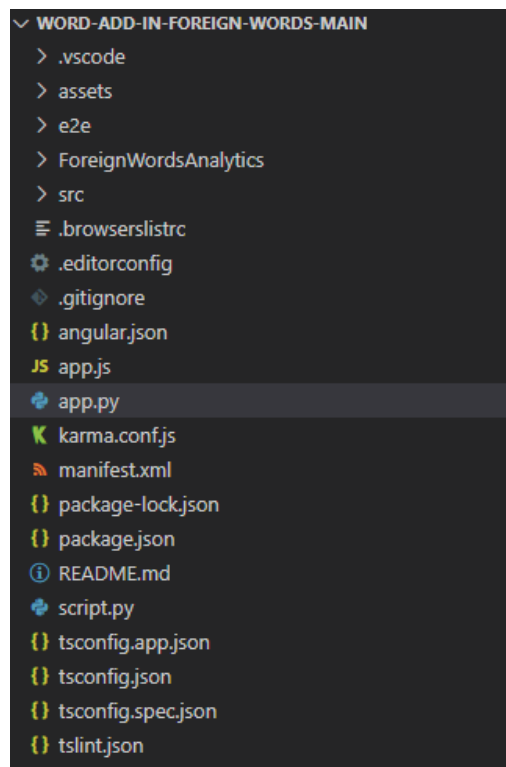 WORD-ADD-IN-FOREIGN-WORDS-MAIN
.vscode
assets
e2e
ForeignWordsAnalytics
src
.browserslistrc
.editorconfig
.gitignore
{} angular.json
JS app.js
app.py
karma.conf.js
manifest.xml
{} package-lock.json
{} package.json
README.md
script.py
{} tsconfig.app.json
{} tsconfig.json
{} tsconfig.spec.json
{} tslint.json